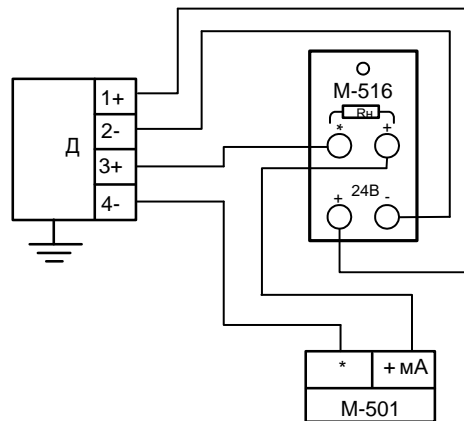 1+
2-
Д
3+
4-
М-516
Rн
* +
24В
+ -
* + мА
М-501